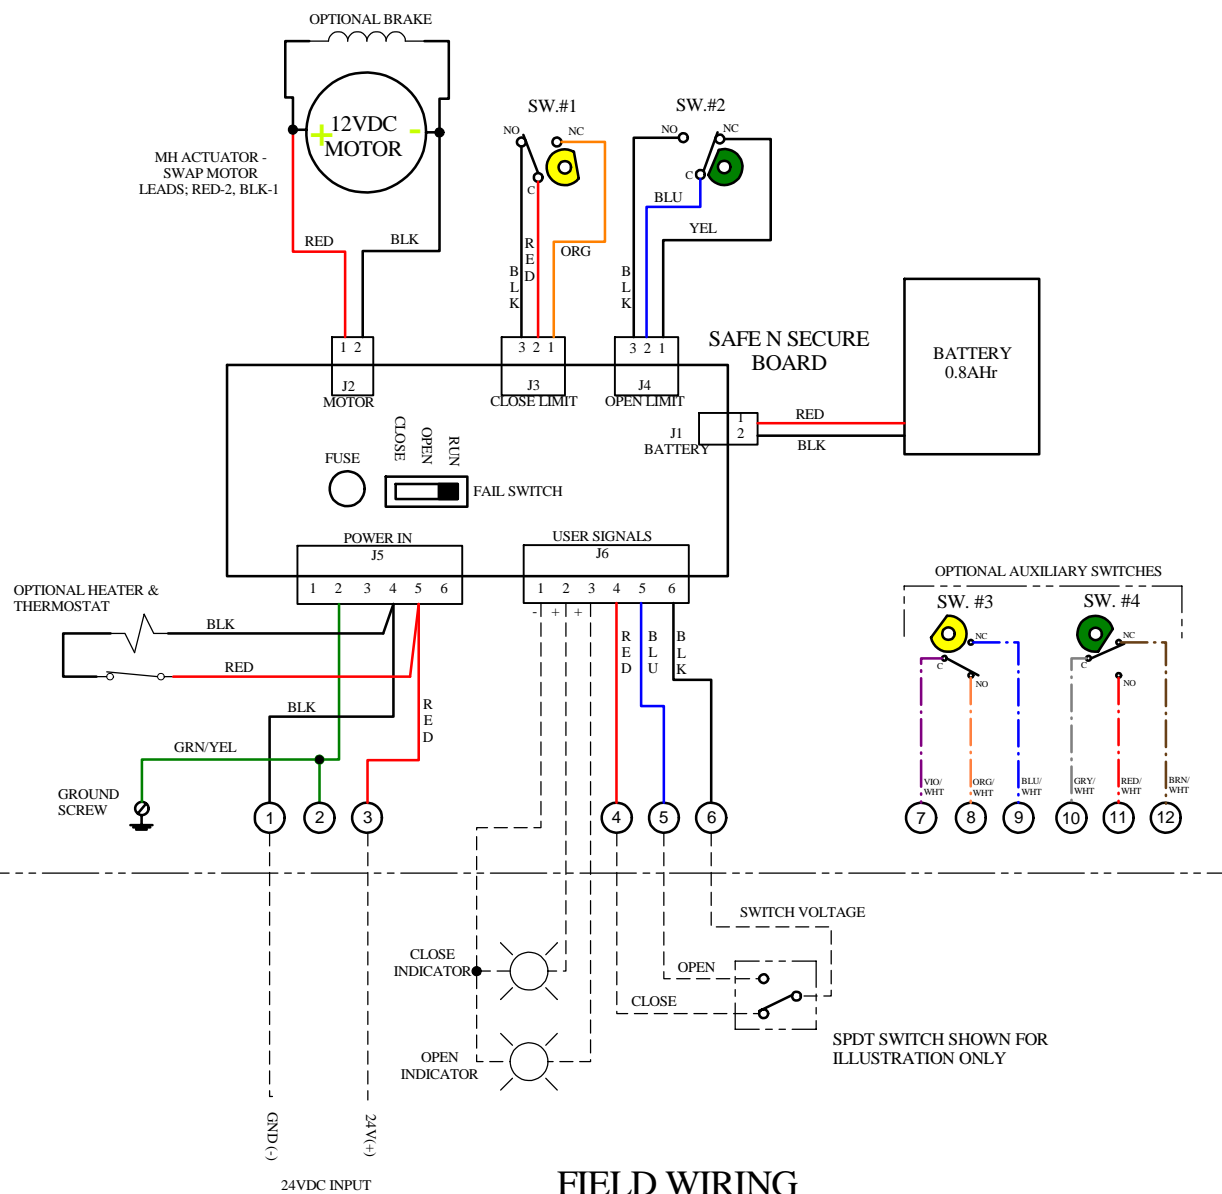 OPTIONAL BRAKE
12VDC
MOTOR
+
-
MH ACTUATOR -
SWAP MOTOR
LEADS; RED-2, BLK-1
RED
BLK
SW.#1
NO
NC
C
BLK
RED
ORG
SW.#2
NO
NC
C
BLU
YEL
BLK
SAFE N SECURE
BOARD
BATTERY
0.8AHr
1 2
J2
MOTOR
3 2 1
J3
CLOSE LIMIT
3 2 1
J4
OPEN LIMIT
J1
BATTERY
1
2
RED
BLK
FUSE
CLOSE
OPEN
RUN
FAIL SWITCH
POWER IN
J5
1 2 3 4 5 6
USER SIGNALS
J6
1 2 3 4 5 6
- + +
OPTIONAL HEATER &
THERMOSTAT
BLK
RED
BLK
RED
GRN/YEL
GROUND
SCREW
RED
BLU
BLK
1 2 3 4 5 6
OPTIONAL AUXILIARY SWITCHES
SW. #3
NC
C
NO
SW. #4
NC
C
NO
VIO/
WHT
ORG/
WHT
BLU/
WHT
GRY/
WHT
RED/
WHT
BRN/
WHT
7 8 9 10 11 12
SWITCH VOLTAGE
CLOSE
INDICATOR
OPEN
CLOSE
OPEN
INDICATOR
SPDT SWITCH SHOWN FOR
ILLUSTRATION ONLY
GND (-)
24V(+)
24VDC INPUT
FIELD WIRING